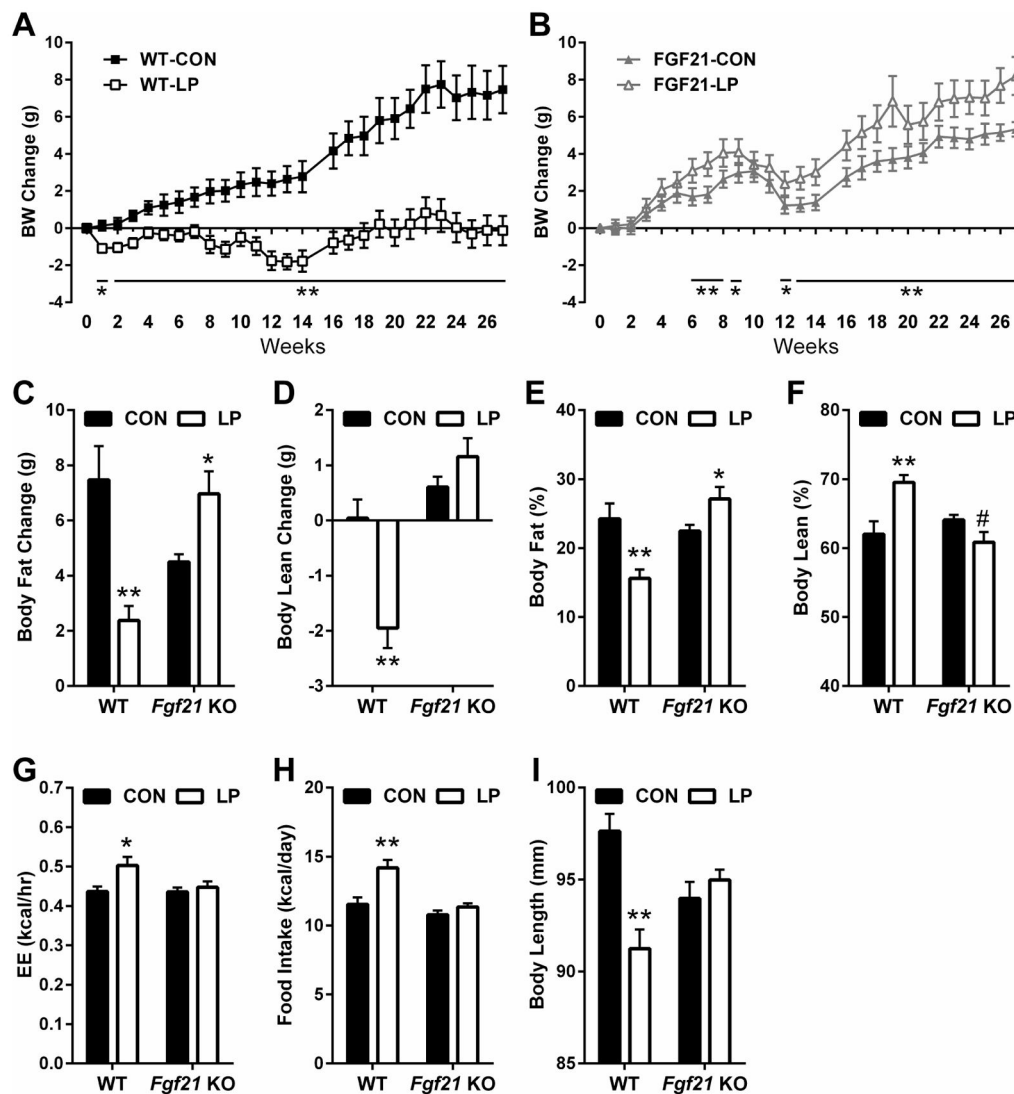 A
WT-CON
WT-LP
BW Change (g)
10
8
6
4
2
0
-2
-4
*
**
0 2 4 6 8 10 12 14 16 18 20 22 24 26
Weeks
B
FGF21-CON
FGF21-LP
BW Change (g)
10
8
6
4
2
0
-2
-4
** * * **
0 2 4 6 8 10 12 14 16 18 20 22 24 26
Weeks
C
CON LP
Body Fat Change (g)
10
8
6
4
2
0
**
*
WT Fgf21 KO
D
CON LP
Body Lean Change (g)
2
1
0
-1
-2
-3
**
WT Fgf21 KO
E
CON LP
Body Fat (%)
40
30
20
10
0
**
*
WT Fgf21 KO
F
CON LP
Body Lean (%)
80
70
60
50
40
**
#
WT Fgf21 KO
G
CON LP
EE (kcal/hr)
0.7
0.6
0.5
0.4
0.3
0.2
0.1
0.0
*
WT Fgf21 KO
H
CON LP
Food Intake (kcal/day)
20
15
10
5
0
**
WT Fgf21 KO
I
CON LP
Body Length (mm)
100
95
90
85
**
WT Fgf21 KO